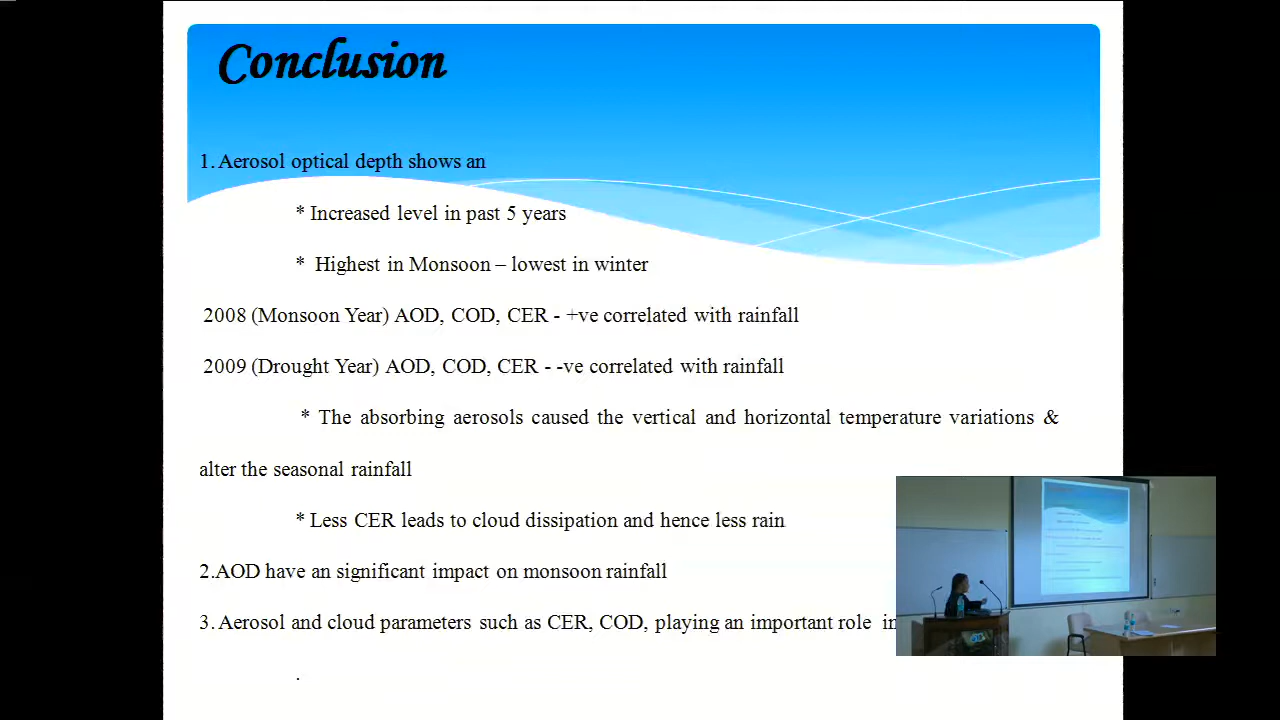 Conclusion
1. Aerosol optical depth shows an
* Increased level in past 5 years
* Highest in Monsoon – lowest in winter
2008 (Monsoon Year) AOD, COD, CER - +ve correlated with rainfall
2009 (Drought Year) AOD, COD, CER - -ve correlated with rainfall
* The absorbing aerosols caused the vertical and horizontal temperature variations &
alter the seasonal rainfall
* Less CER leads to cloud dissipation and hence less rain
2.AOD have an significant impact on monsoon rainfall
3. Aerosol and cloud parameters such as CER, COD, playing an important role in
.